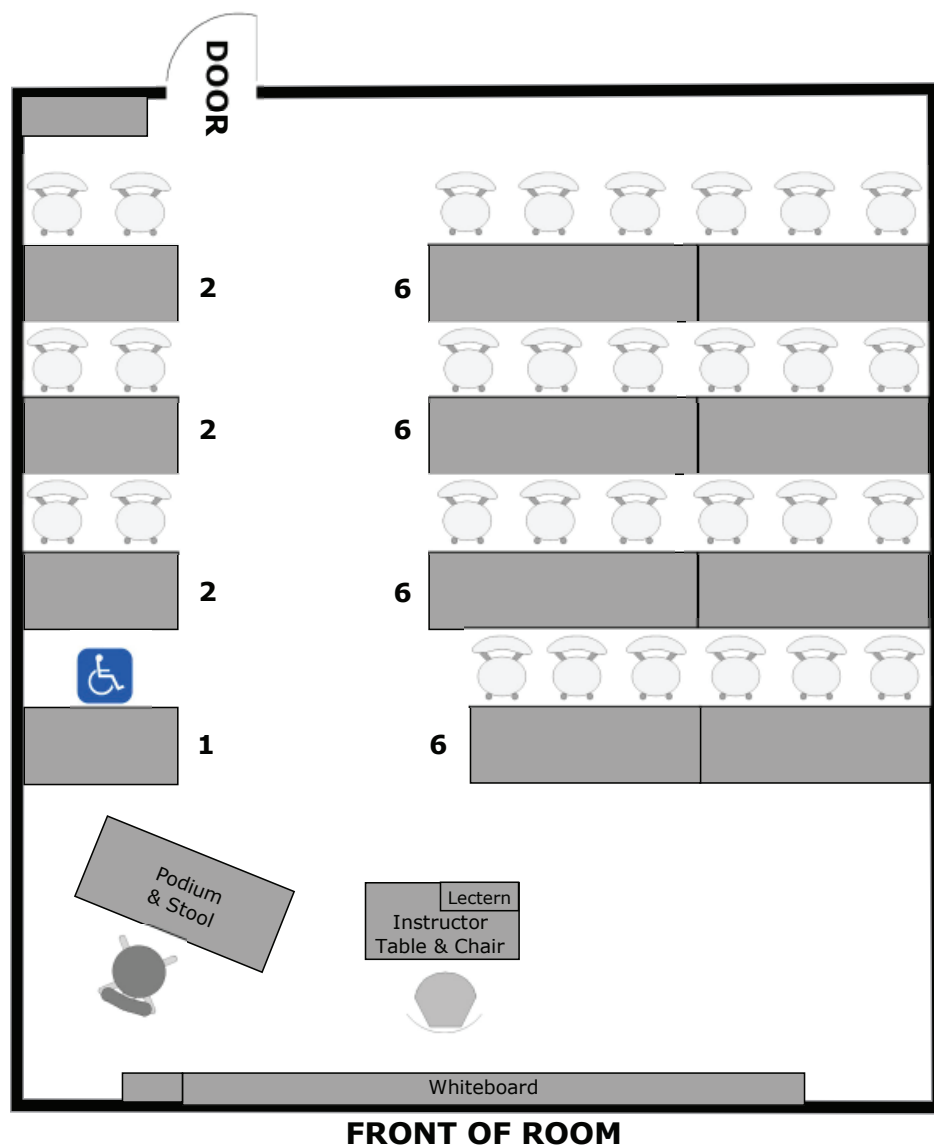 DOOR
2
6
2
6
2
6
1
6
Podium
& Stool
Lectern
Instructor
Table & Chair
Whiteboard
FRONT OF ROOM